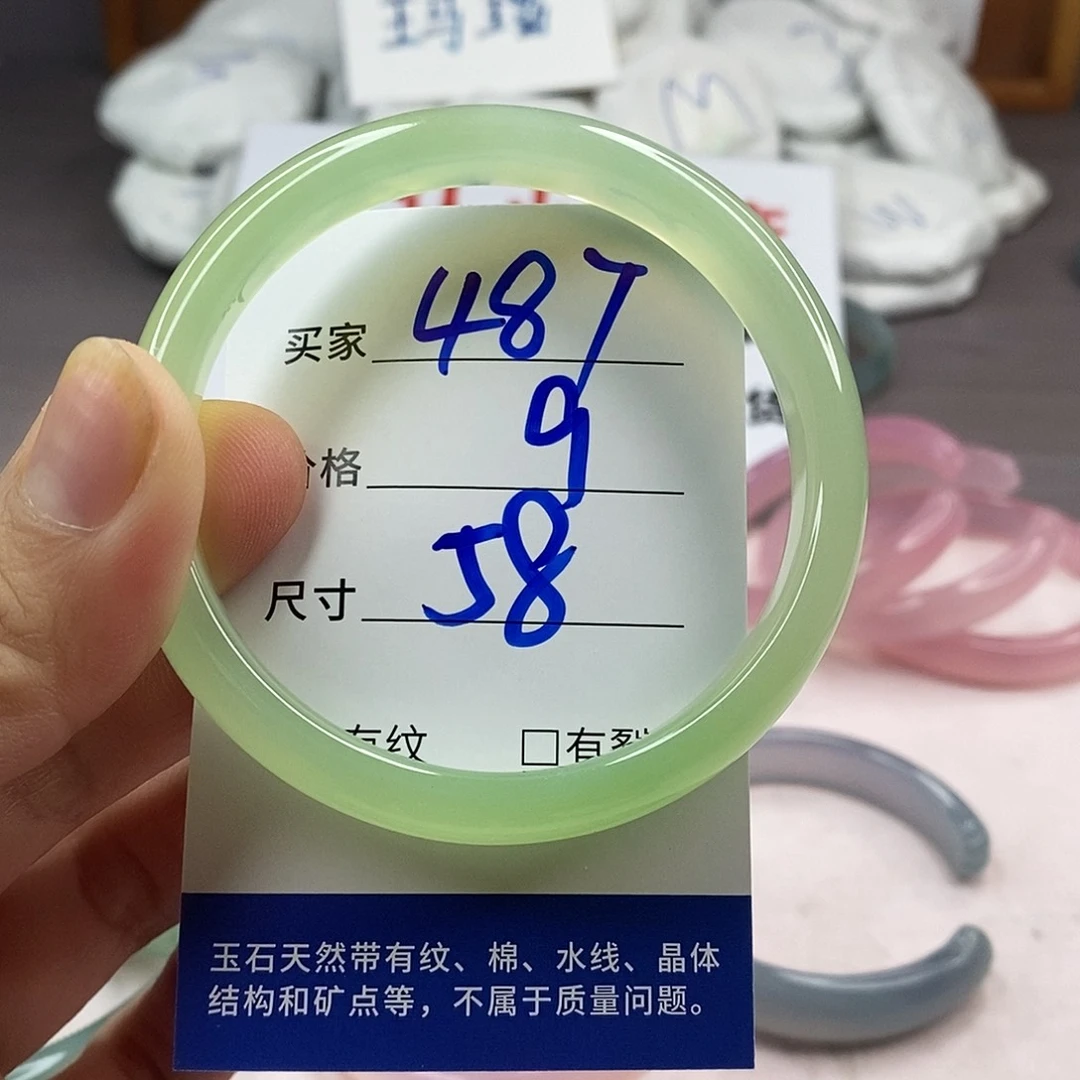 玛瑙
M
买家 487
价格 9
尺寸 58
有纹 □有裂
玉石天然带有纹、棉、水线、晶体
结构和矿点等，不属于质量问题。